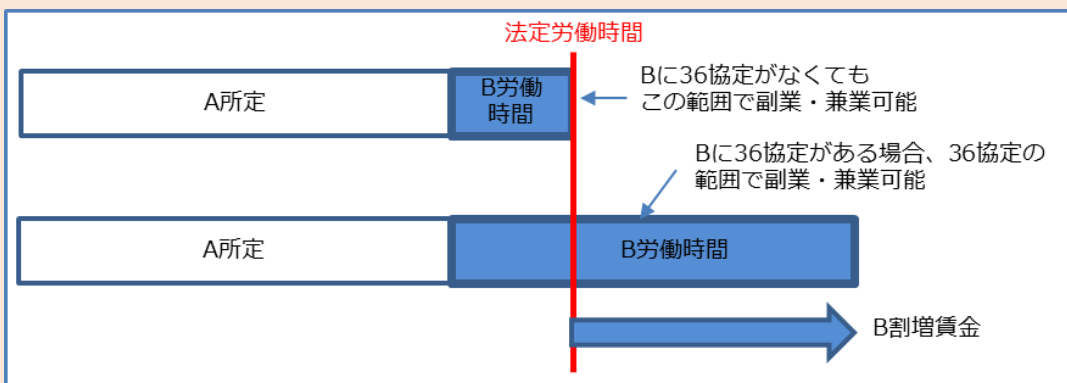 法定労働時間
A所定
B労働
時間
Bに36協定がなくても
この範囲で副業・兼業可能
Bに36協定がある場合、36協定の
範囲で副業・兼業可能
A所定
B労働時間
B割増賃金